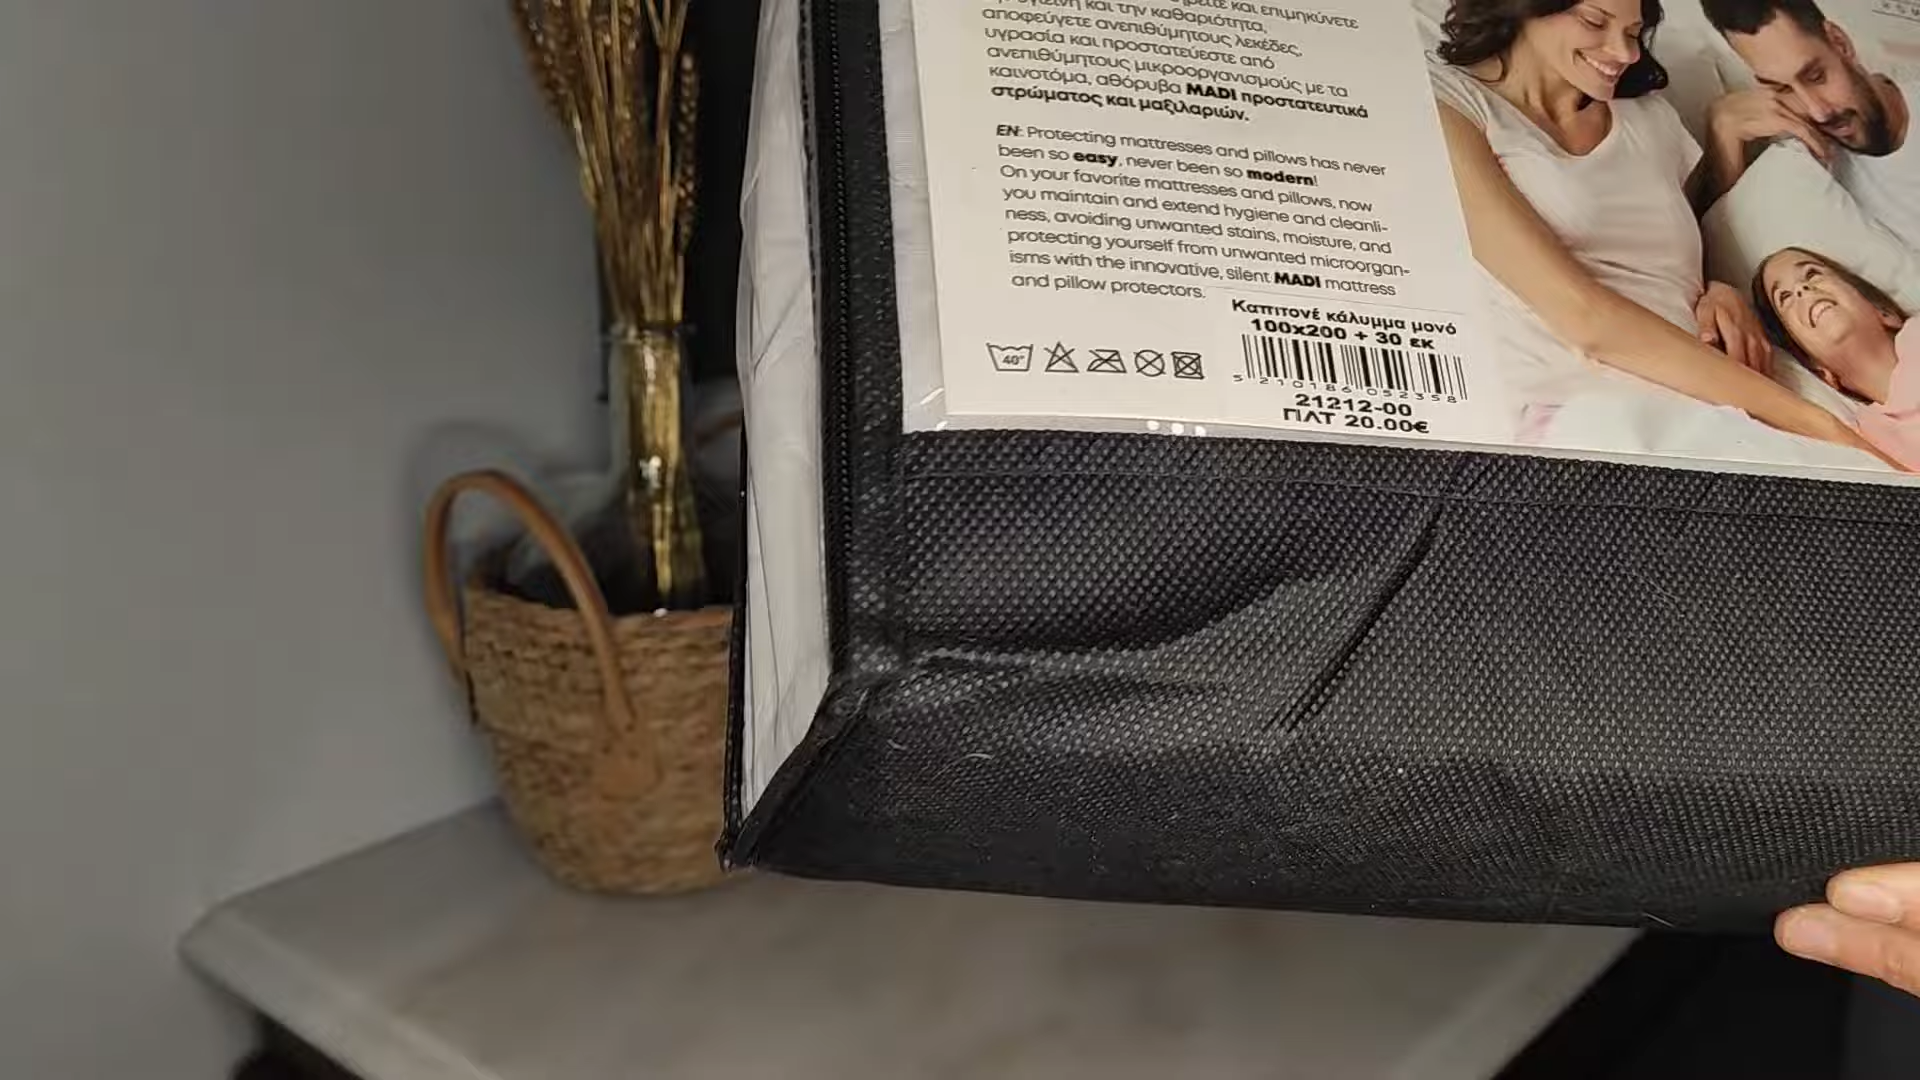 και επιμηκύνετε
και την καθαριότητα,
αποφεύγετε ανεπιθύμητους λεκέδες,
υγρασία και προστατεύεστε από
ανεπιθύμητους μικροοργανισμούς με τα
καινοτόμα, αθόρυβα MADI προστατευτικά
στρώματος και μαξιλαριών.
EN: Protecting mattresses and pillows has never
been so easy, never been so modern!
On your favorite mattresses and pillows, now
you maintain and extend hygiene and cleanli-
ness, avoiding unwanted stains, moisture, and
protecting yourself from unwanted microorgan-
isms with the innovative, silent MADI mattress
and pillow protectors.
40°
Καπιτονέ κάλυμμα μονό
100x200 + 30 εκ
5 210186 052358
21212-00
ΠΛΤ 20.00€